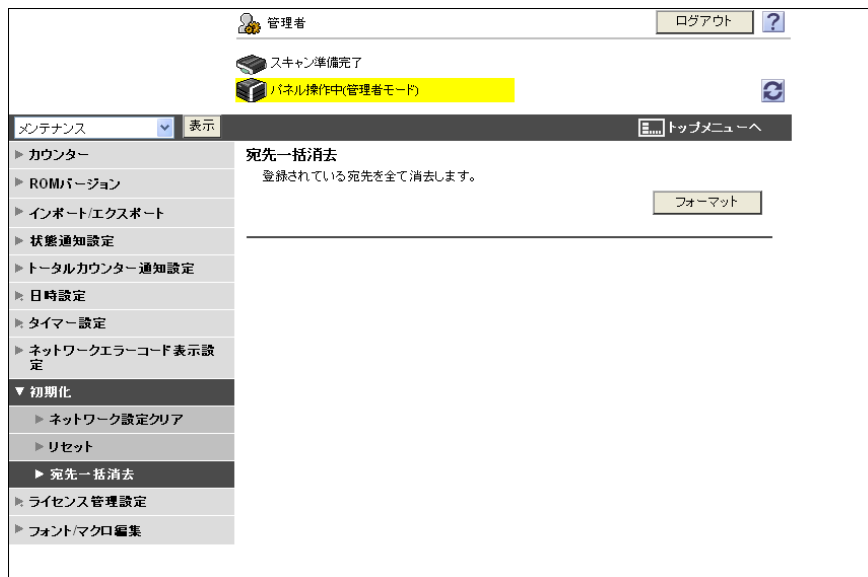 管理者
ログアウト
?
スキャン準備完了
パネル操作中(管理者モード)
メンテナンス
表示
トップメニューへ
カウンター
ROMバージョン
インポート/エクスポート
状態通知設定
トータルカウンター通知設定
日時設定
タイマー設定
ネットワークエラーコード表示設
定
初期化
ネットワーク設定クリア
リセット
宛先一括消去
ライセンス管理設定
フォント/マクロ編集
宛先一括消去
登録されている宛先を全て消去します。
フォーマット